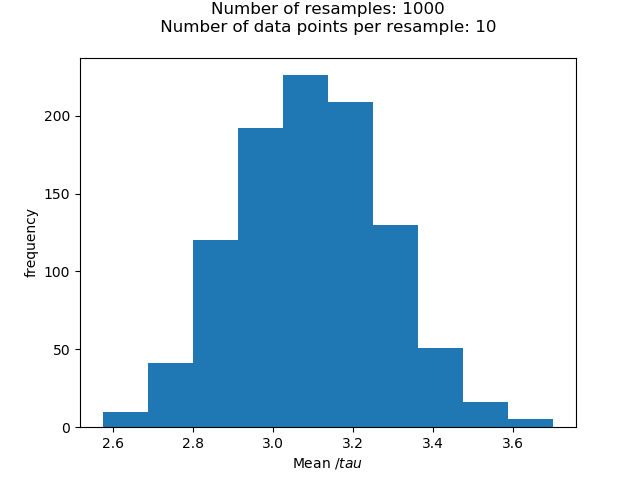 Number of resamples: 1000
Number of data points per resample: 10
frequency
200
150
100
50
0
2.6 2.8 3.0 3.2 3.4 3.6
Mean /tau